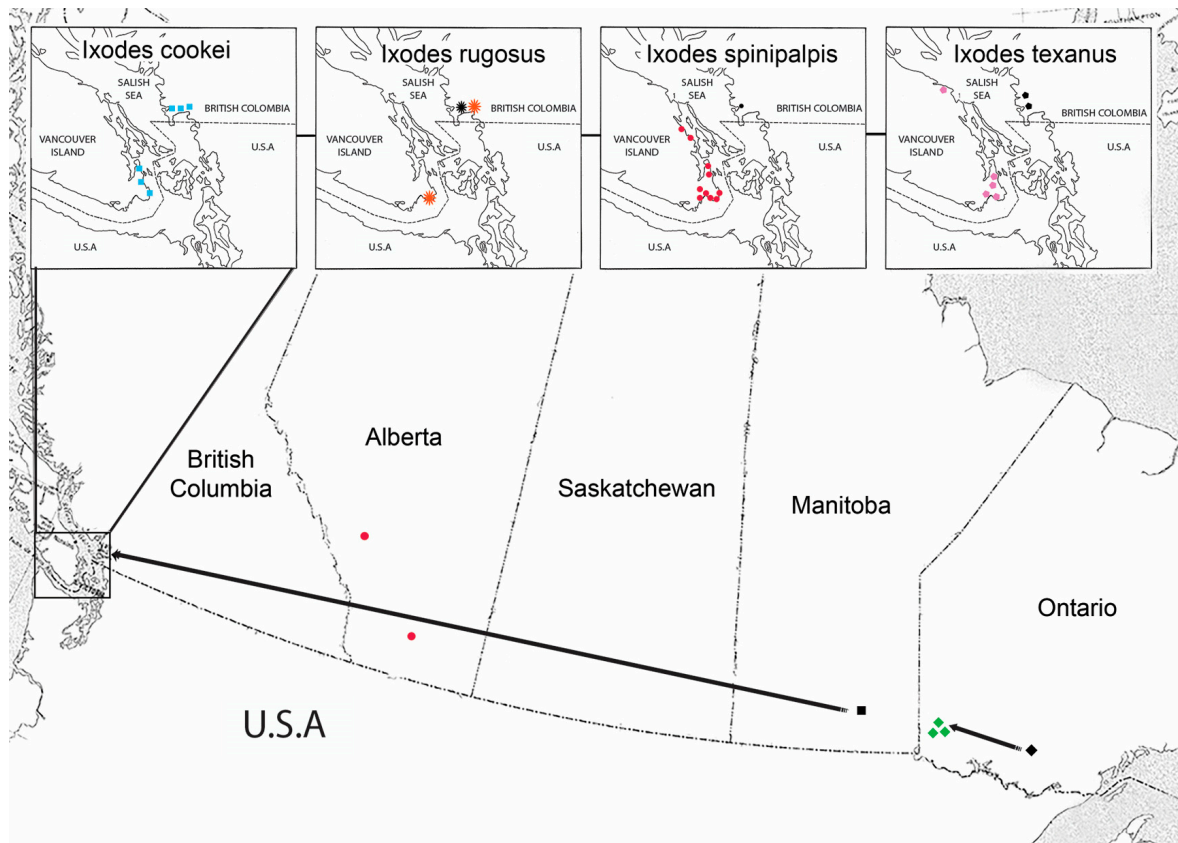 SOUTHAMPTON
Ixodes cookei
SALISH
SEA
BRITISH COLOMBIA
VANCOUVER
ISLAND
U.S.A
U.S.A
Ixodes rugosus
SALISH
SEA
BRITISH COLOMBIA
VANCOUVER
ISLAND
U.S.A
U.S.A
Ixodes spinipalpis
SALISH
SEA
BRITISH COLOMBIA
VANCOUVER
ISLAND
U.S.A
U.S.A
Ixodes texanus
SALISH
SEA
BRITISH COLOMBIA
VANCOUVER
ISLAND
U.S.A
U.S.A
British
Columbia
Alberta
Saskatchewan
Manitoba
Ontario
U.S.A